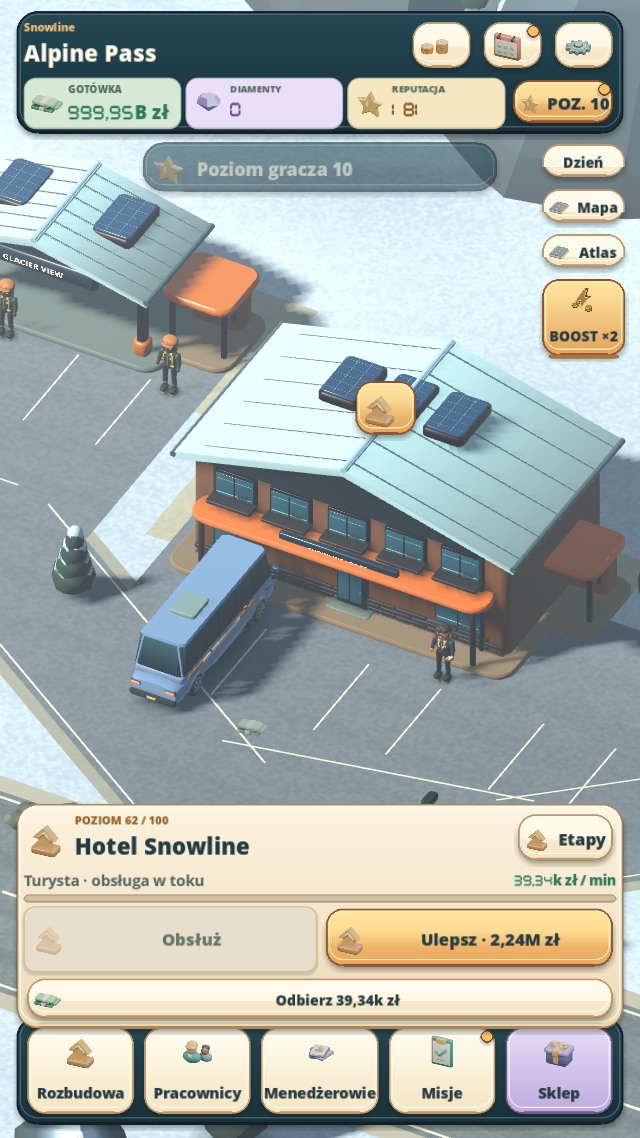 Snowline
Alpine Pass
GOTÓWKA
999,95B zł
DIAMENTY
0
REPUTACJA
181
POZ. 10
Poziom gracza 10
Dzień
Mapa
Atlas
BOOST ×2
GLACIER VIEW
POZIOM 62 / 100
Hotel Snowline
Etapy
Turysta · obsługa w toku
39,34k zł / min
Obsłuż
Ulepsz · 2,24M zł
Odbierz 39,34k zł
Rozbudowa
Pracownicy
Menedżerowie
Misje
Sklep